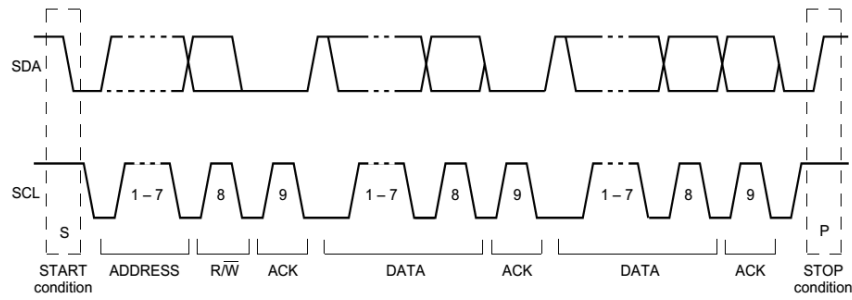 SDA
SCL
1 – 7
8
9
1 – 7
8
9
1 – 7
8
9
S
P
START condition
ADDRESS
R/W̅
ACK
DATA
ACK
DATA
ACK
STOP condition